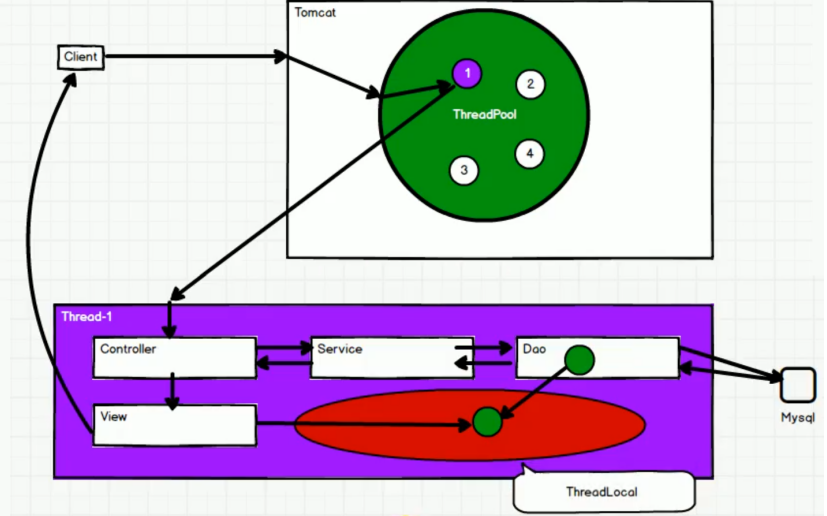 Tomcat
Client
1
2
ThreadPool
4
3
Thread-1
Controller
Service
Dao
View
Mysql
ThreadLocal